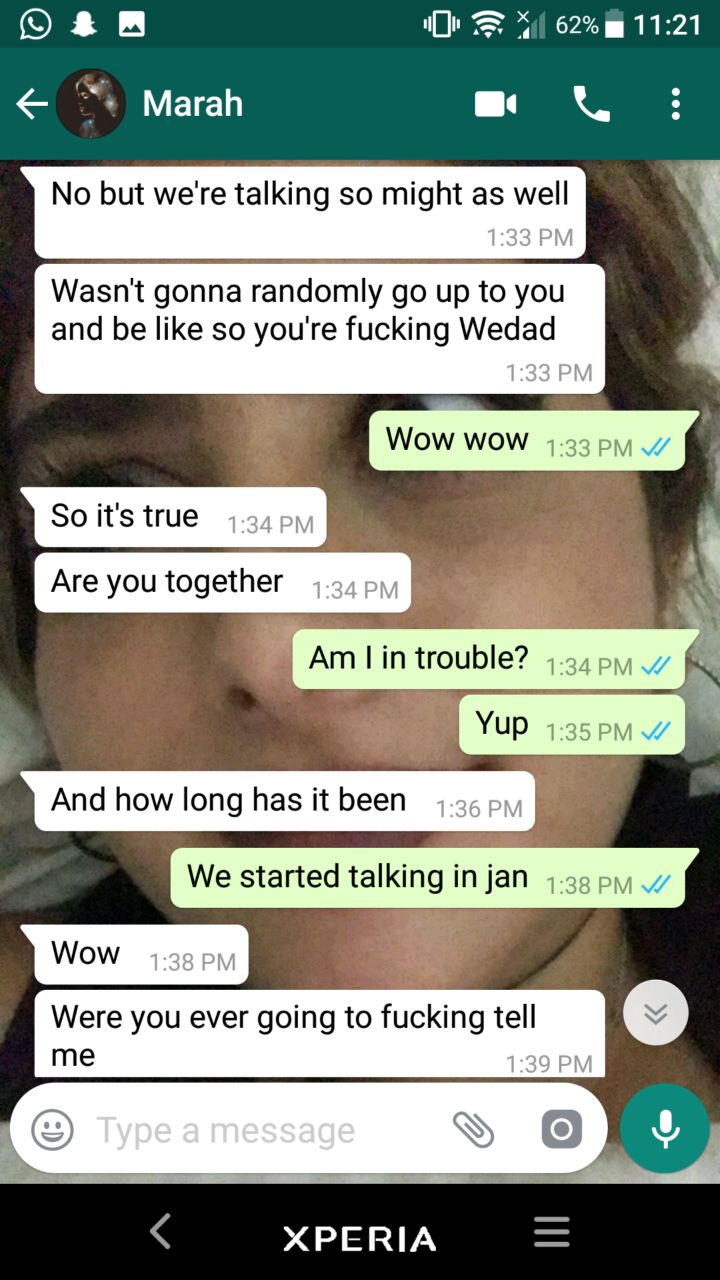 62% 11:21
Marah
No but we're talking so might as well
1:33 PM
Wasn't gonna randomly go up to you
and be like so you're fucking Wedad
1:33 PM
Wow wow 1:33 PM
So it's true 1:34 PM
Are you together 1:34 PM
Am I in trouble? 1:34 PM
Yup 1:35 PM
And how long has it been 1:36 PM
We started talking in jan 1:38 PM
Wow 1:38 PM
Were you ever going to fucking tell
me 1:39 PM
Type a message
XPERIA